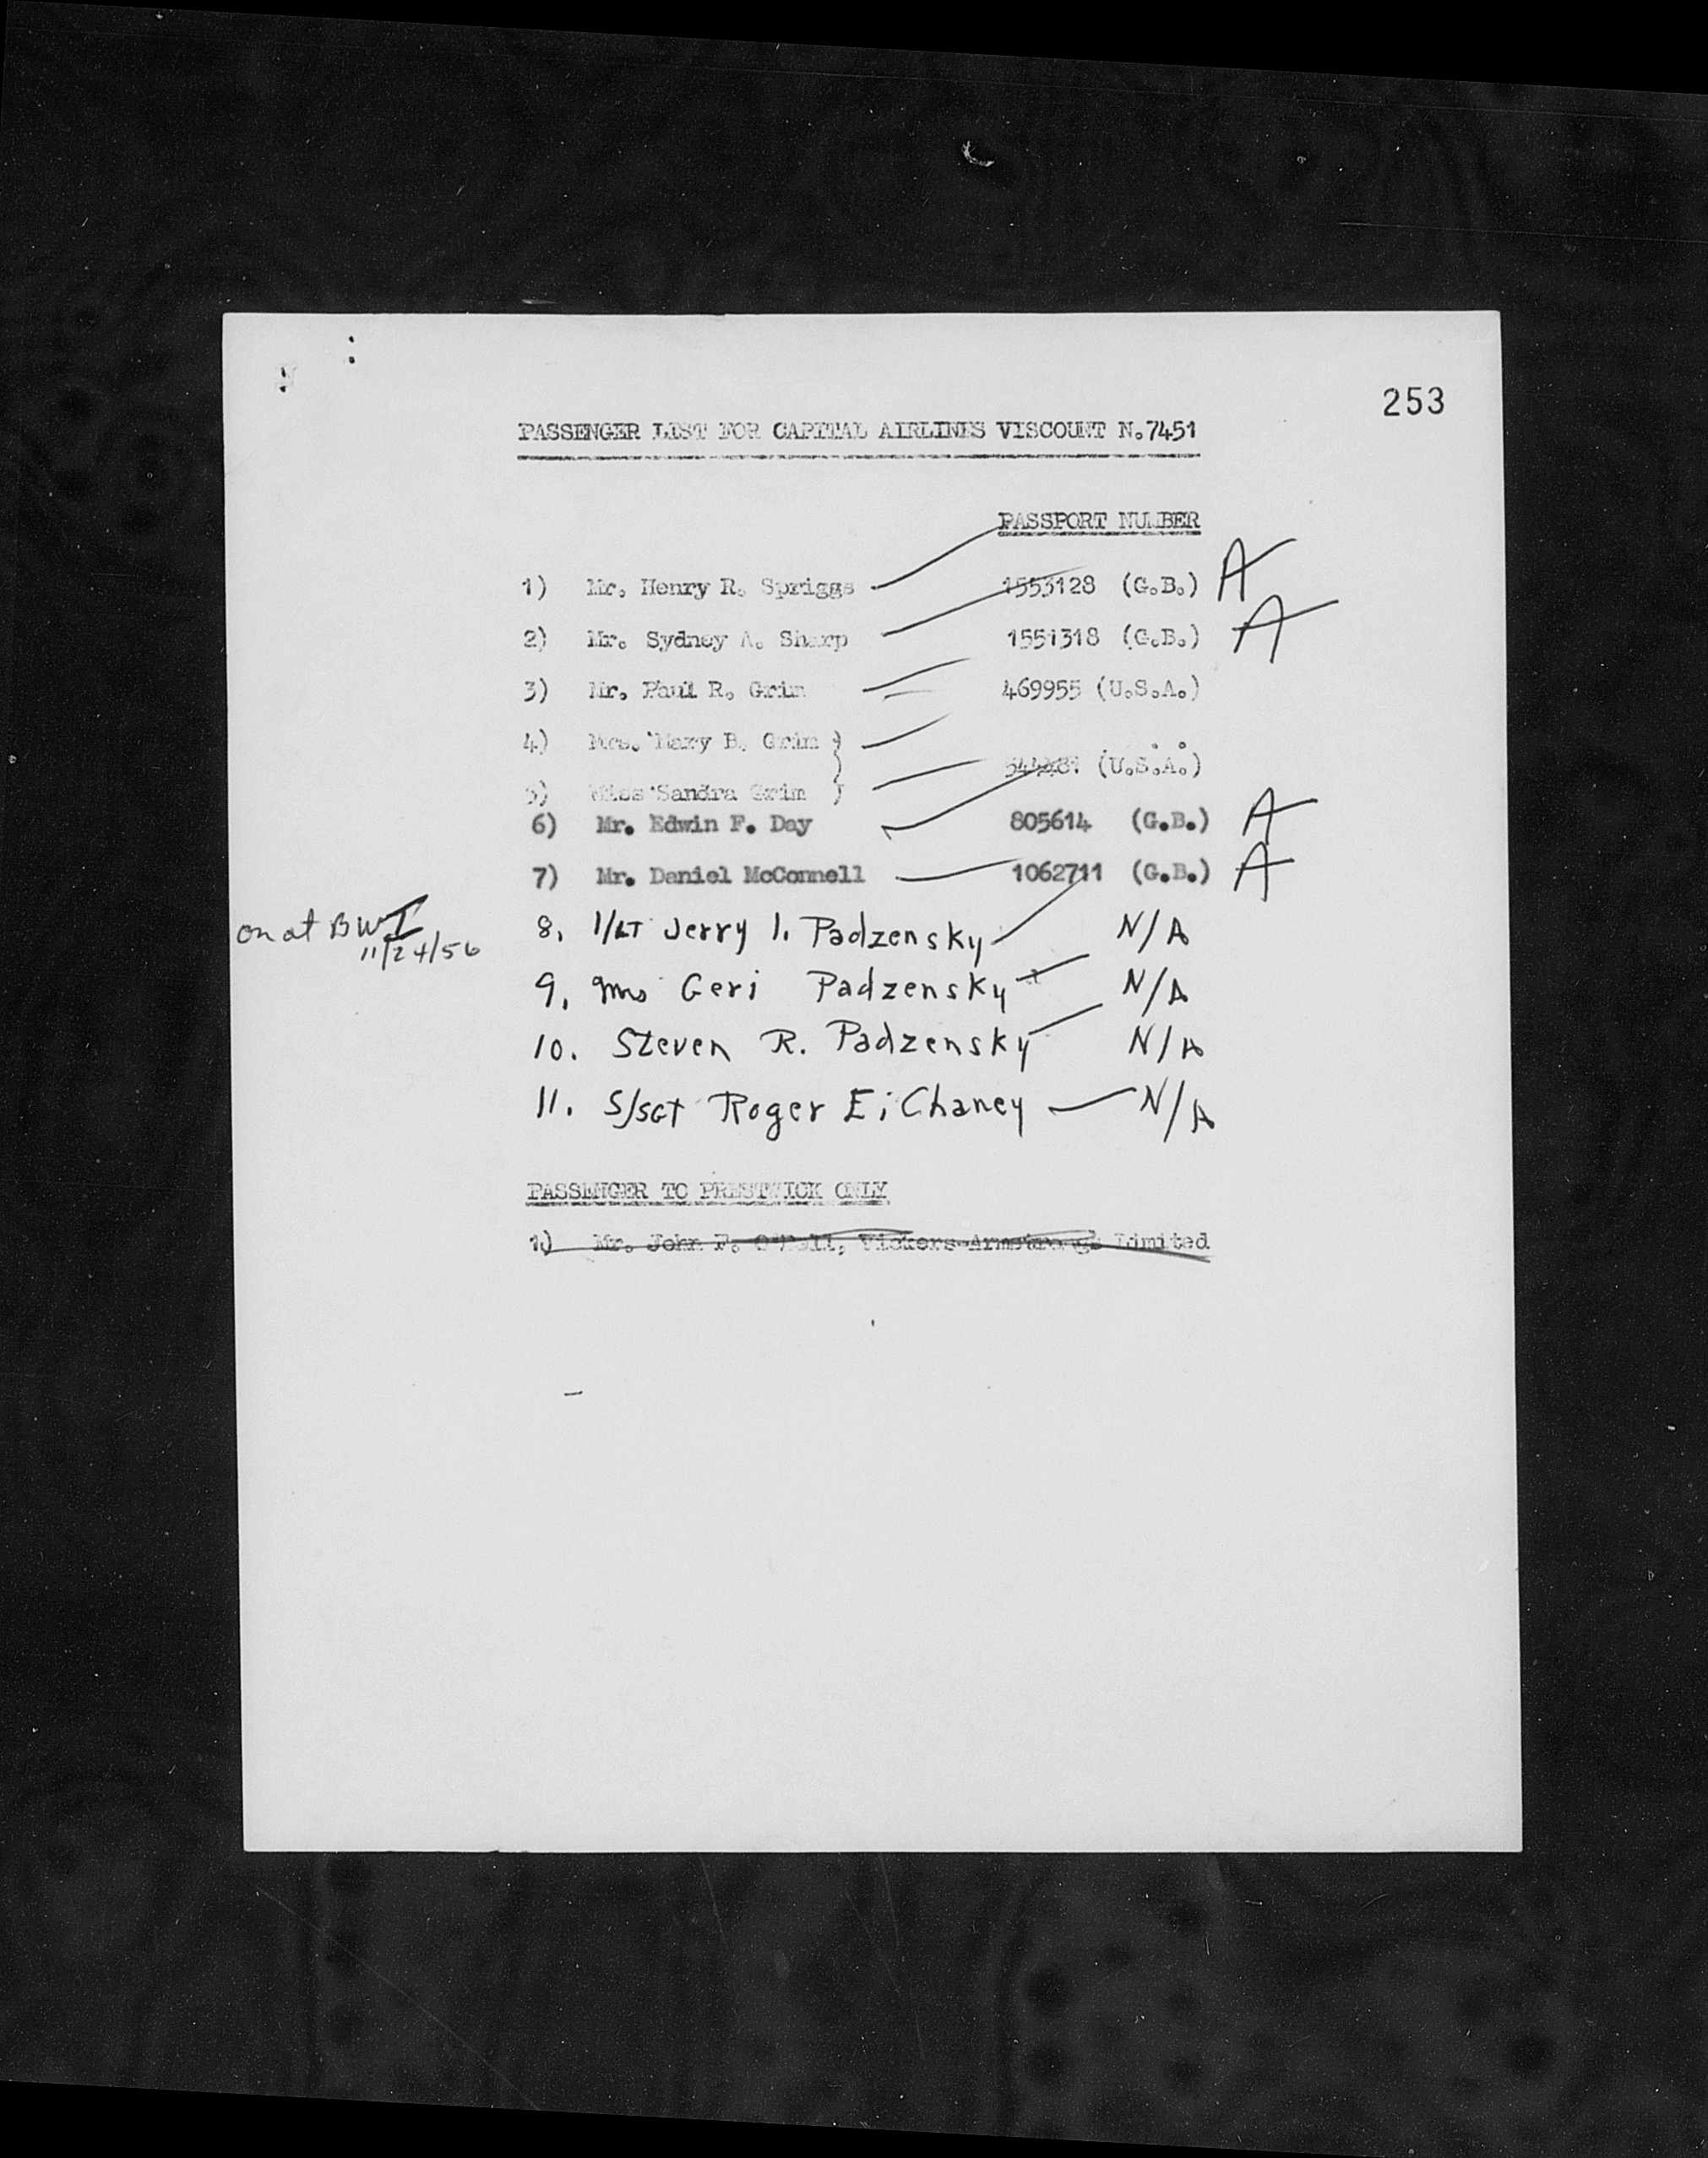 253
PASSENGER LIST FOR CAPITAL AIRLINES VISCOUNT N.7451
PASSPORT NUMBER
1) Mr. Henry R. Spriggs 1553128 (G.B.) A
2) Mr. Sydney A. Sharp 1551318 (G.B.) A
3) Mr. Paul R. Grim 469955 (U.S.A.)
4) Mrs. Mary B. Grim
(U.S.A.)
5) Miss Sandra Grim
6) Mr. Edwin F. Day 805614 (G.B.) A
7) Mr. Daniel McConnell 1062711 (G.B.) A
on at BWI 8. 1/LT Jerry I. Padzensky N/A
11/24/56
9. Mrs Geri Padzensky N/A
10. Steven R. Padzensky N/A
11. S/SGT Roger E. Chaney N/A
PASSENGER TO PRESTWICK ONLY
1) Mr. John F. Vickers-Armstrongs Limited